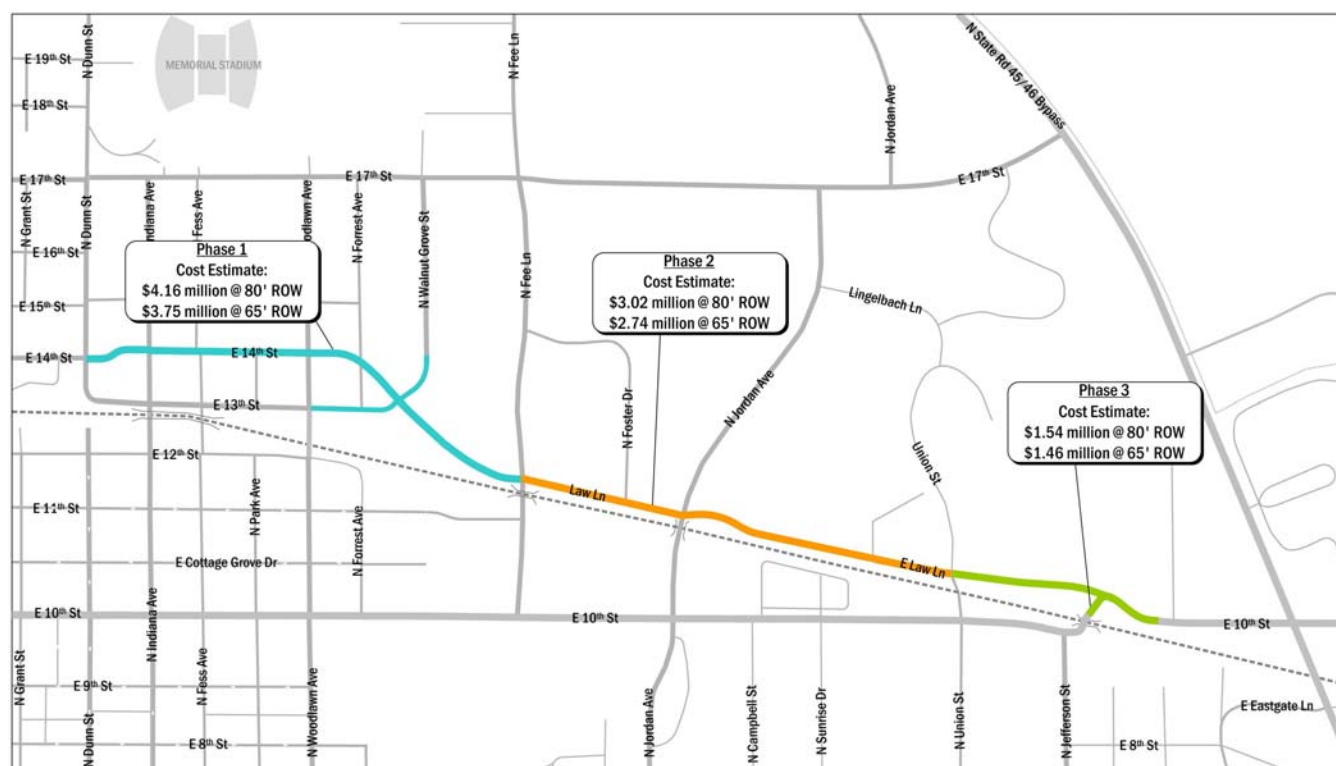 N Dunn St
E 19th St
MEMORIAL STADIUM
N Fee Ln
N State Rd 45/46 Bypass
E 18th St
N Jordan Ave
E 17th St
E 17th St
E 17th St
N Grant St
N Dunn St
Indiana Ave
Fess Ave
odlawn Ave
N Forrest Ave
N Walnut Grove St
N Fee Ln
E 16th St
Phase 1
Cost Estimate:
$4.16 million @ 80' ROW
$3.75 million @ 65' ROW
Phase 2
Cost Estimate:
$3.02 million @ 80' ROW
$2.74 million @ 65' ROW
Lingelbach Ln
E 15th St
E 14th St
E 14th St
N Jordan Ave
N Foster Dr
Phase 3
Cost Estimate:
$1.54 million @ 80' ROW
$1.46 million @ 65' ROW
E 13th St
E 12th St
Union St
Law Ln
N Park Ave
N Forrest Ave
E 11th St
E Cottage Grove Dr
E Law Ln
E 10th St
E 10th St
E 10th St
N Indiana Ave
N Grant St
N Fess Ave
N Woodlawn Ave
E 9th St
N Dunn St
E 8th St
N Jordan Ave
N Campbell St
N Sunrise Dr
N Union St
N Jefferson St
E 8th St
E Eastgate Ln